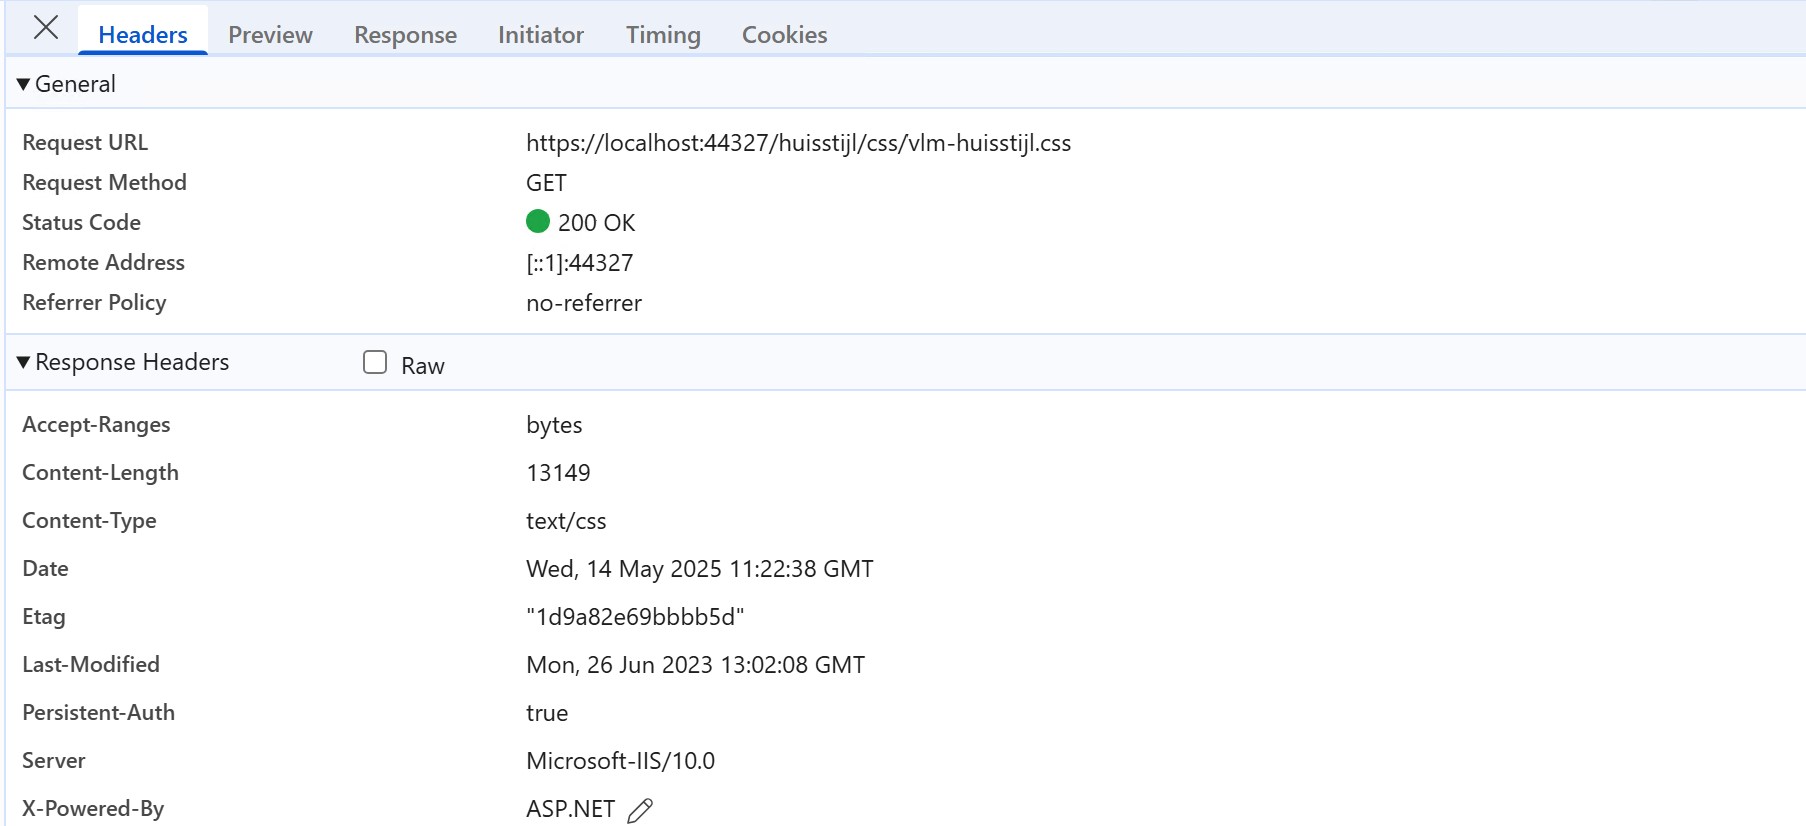 Headers Preview Response Initiator Timing Cookies
General
Request URL https://localhost:44327/huisstijl/css/vlm-huisstijl.css
Request Method GET
Status Code 200 OK
Remote Address [::1]:44327
Referrer Policy no-referrer
Response Headers Raw
Accept-Ranges bytes
Content-Length 13149
Content-Type text/css
Date Wed, 14 May 2025 11:22:38 GMT
Etag "1d9a82e69bbbb5d"
Last-Modified Mon, 26 Jun 2023 13:02:08 GMT
Persistent-Auth true
Server Microsoft-IIS/10.0
X-Powered-By ASP.NET